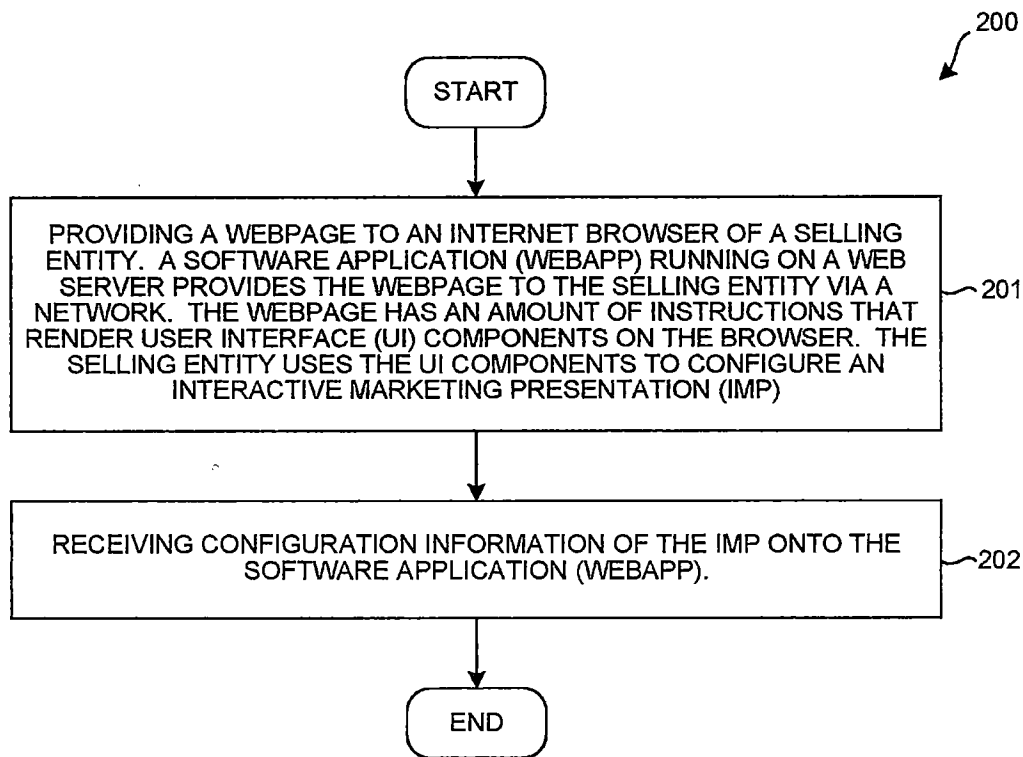 200
START
PROVIDING A WEBPAGE TO AN INTERNET BROWSER OF A SELLING
ENTITY. A SOFTWARE APPLICATION (WEBAPP) RUNNING ON A WEB
SERVER PROVIDES THE WEBPAGE TO THE SELLING ENTITY VIA A
NETWORK. THE WEBPAGE HAS AN AMOUNT OF INSTRUCTIONS THAT
RENDER USER INTERFACE (UI) COMPONENTS ON THE BROWSER. THE
SELLING ENTITY USES THE UI COMPONENTS TO CONFIGURE AN
INTERACTIVE MARKETING PRESENTATION (IMP)
201
RECEIVING CONFIGURATION INFORMATION OF THE IMP ONTO THE
SOFTWARE APPLICATION (WEBAPP).
202
END